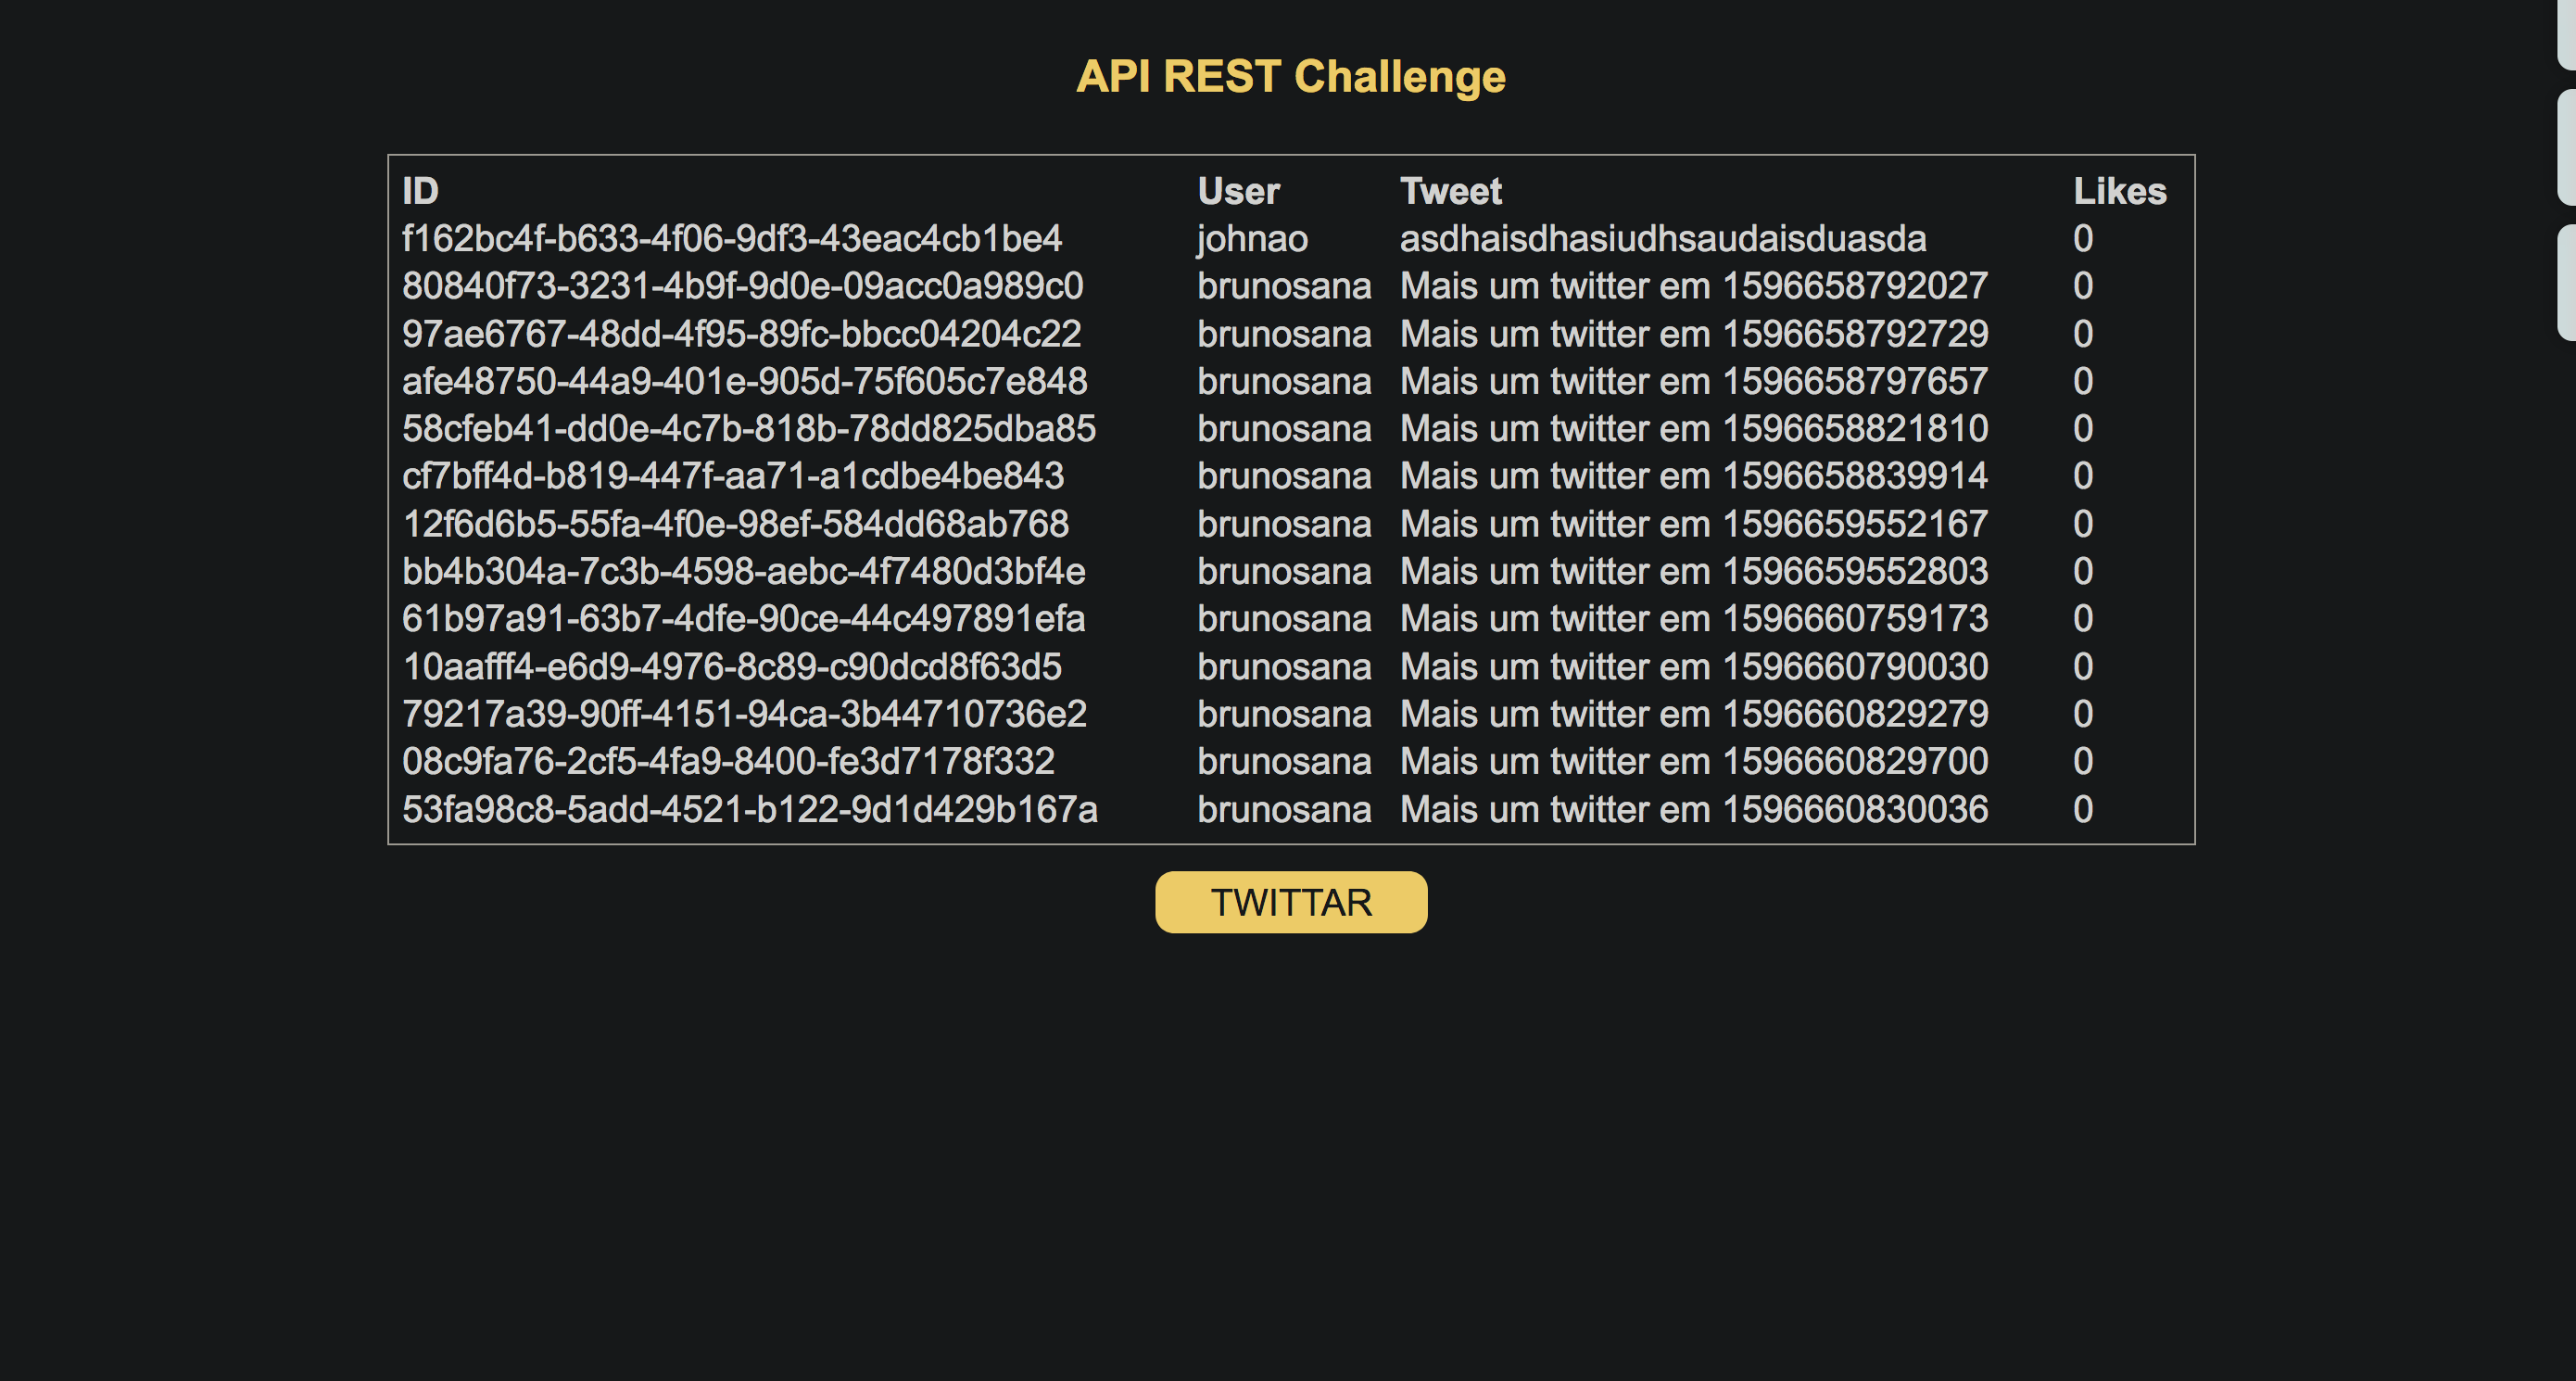 API REST Challenge
ID User Tweet Likes
f162bc4f-b633-4f06-9df3-43eac4cb1be4 johnao asdhaisdhasiudhsaudaisduasda 0
80840f73-3231-4b9f-9d0e-09acc0a989c0 brunosana Mais um twitter em 1596658792027 0
97ae6767-48dd-4f95-89fc-bbcc04204c22 brunosana Mais um twitter em 1596658792729 0
afe48750-44a9-401e-905d-75f605c7e848 brunosana Mais um twitter em 1596658797657 0
58cfeb41-dd0e-4c7b-818b-78dd825dba85 brunosana Mais um twitter em 1596658821810 0
cf7bff4d-b819-447f-aa71-a1cdbe4be843 brunosana Mais um twitter em 1596658839914 0
12f6d6b5-55fa-4f0e-98ef-584dd68ab768 brunosana Mais um twitter em 1596659552167 0
bb4b304a-7c3b-4598-aebc-4f7480d3bf4e brunosana Mais um twitter em 1596659552803 0
61b97a91-63b7-4dfe-90ce-44c497891efa brunosana Mais um twitter em 1596660759173 0
10aafff4-e6d9-4976-8c89-c90dcd8f63d5 brunosana Mais um twitter em 1596660790030 0
79217a39-90ff-4151-94ca-3b44710736e2 brunosana Mais um twitter em 1596660829279 0
08c9fa76-2cf5-4fa9-8400-fe3d7178f332 brunosana Mais um twitter em 1596660829700 0
53fa98c8-5add-4521-b122-9d1d429b167a brunosana Mais um twitter em 1596660830036 0
TWITTAR